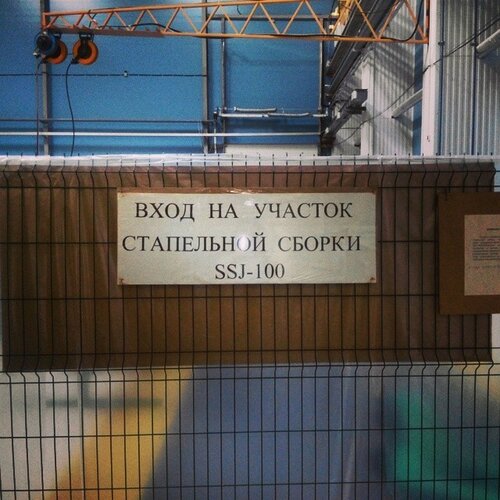 ВХОД НА УЧАСТОК
СТАПЕЛЬНОЙ СБОРКИ
SSJ-100